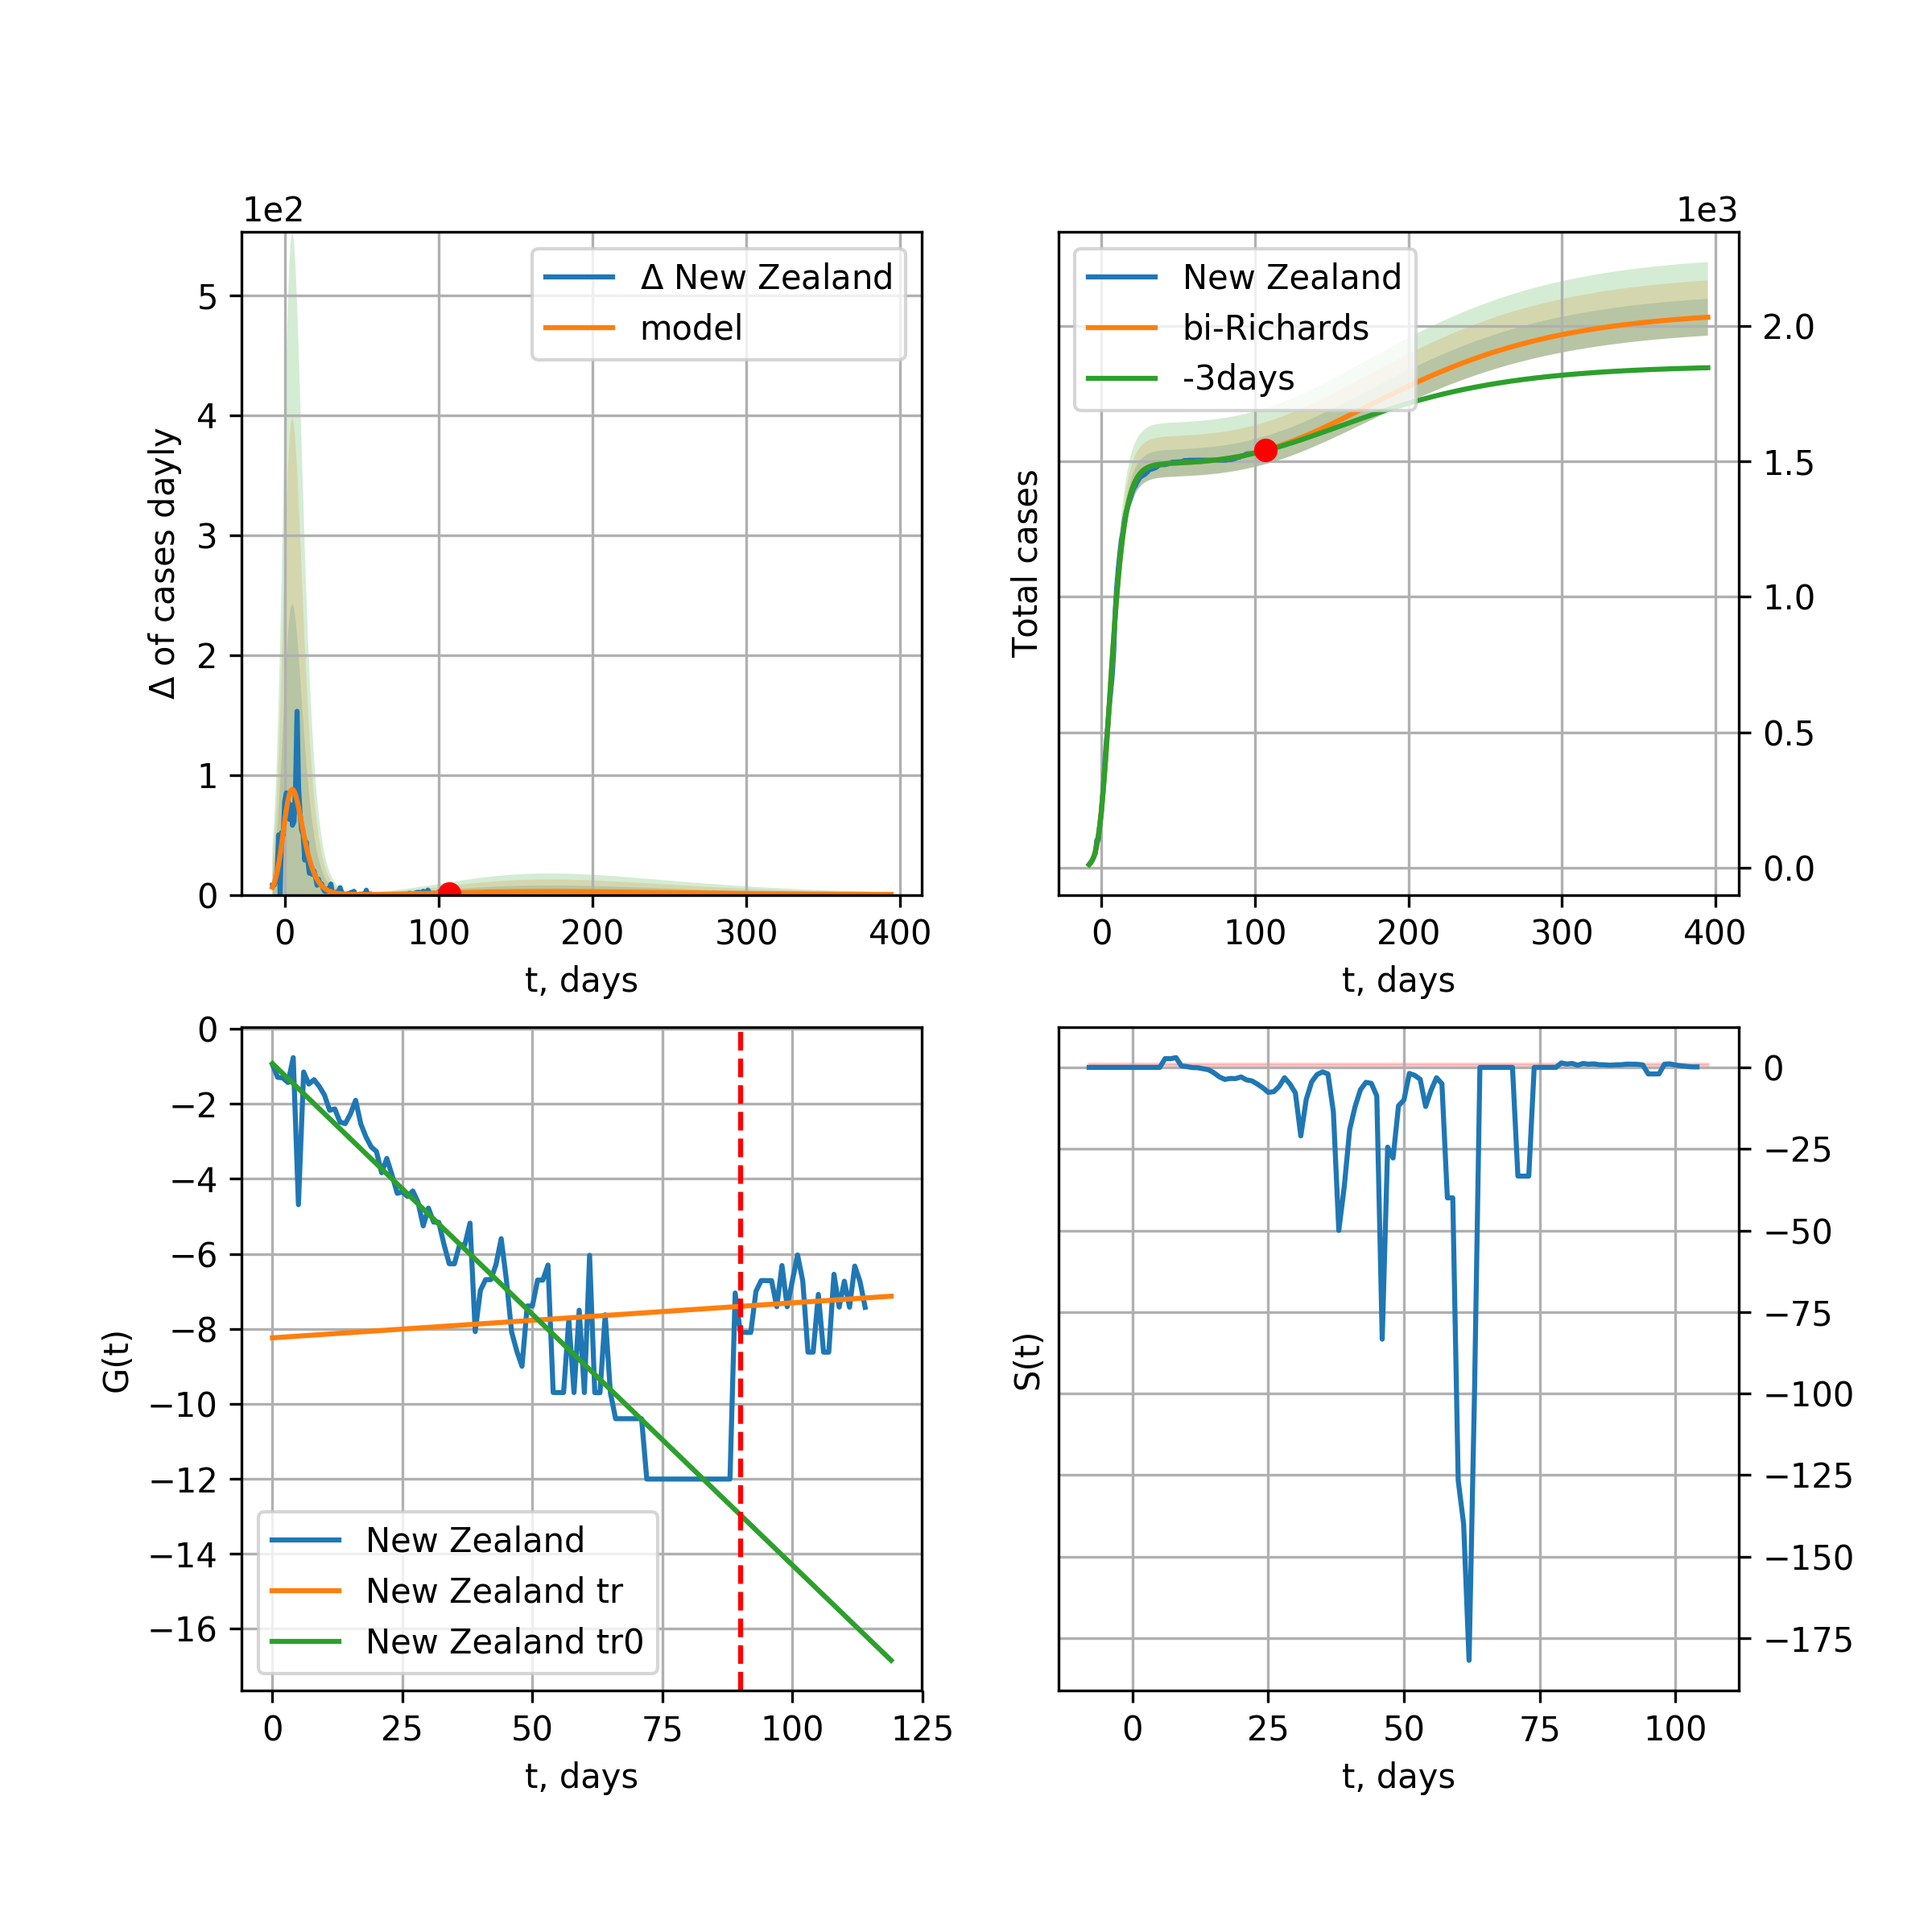 1e2
Δ of cases dayly
5
4
3
2
1
0
Δ New Zealand
model
0 100 200 300 400
t, days
1e3
Total cases
New Zealand
bi-Richards
-3days
2.0
1.5
1.0
0.5
0.0
0 100 200 300 400
t, days
G(t)
0
−2
−4
−6
−8
−10
−12
−14
−16
New Zealand
New Zealand tr
New Zealand tr0
0 25 50 75 100 125
t, days
S(t)
0
−25
−50
−75
−100
−125
−150
−175
0 25 50 75 100
t, days